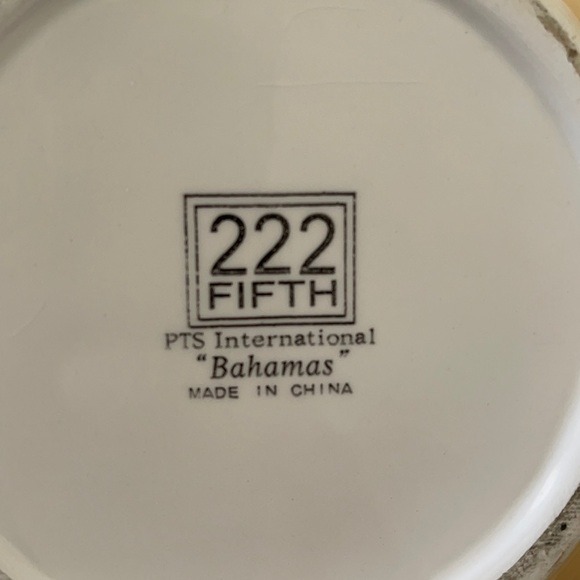 222
FIFTH
PTS International
"Bahamas"
MADE IN CHINA